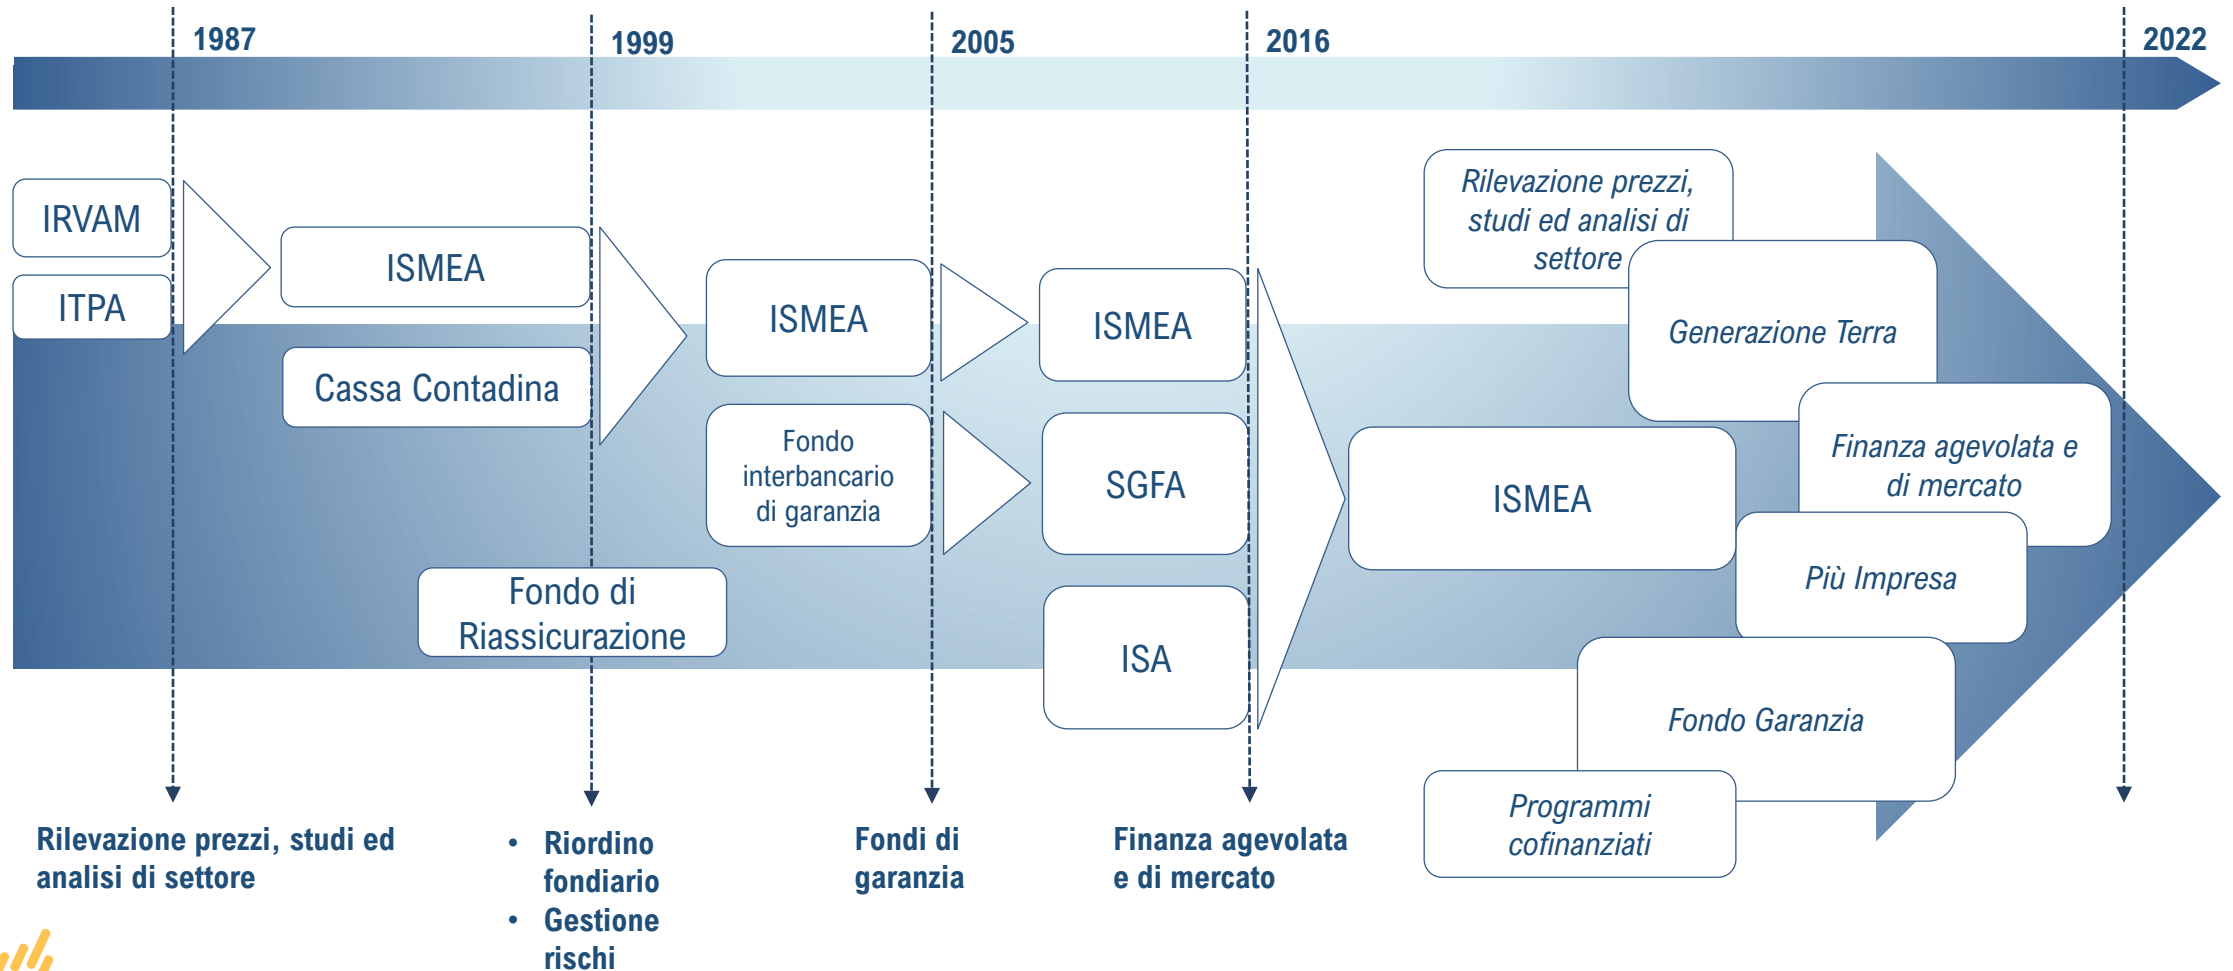 1987
1999
2005
2016
2022
IRVAM
ITPA
ISMEA
Cassa Contadina
Fondo di
Riassicurazione
ISMEA
Fondo
interbancario
di garanzia
ISMEA
SGFA
ISA
ISMEA
Rilevazione prezzi,
studi ed analisi di
settore
Generazione Terra
Finanza agevolata e
di mercato
Più Impresa
Fondo Garanzia
Programmi
cofinanziati
Rilevazione prezzi, studi ed
analisi di settore
• Riordino
fondiario
• Gestione
rischi
Fondi di
garanzia
Finanza agevolata
e di mercato